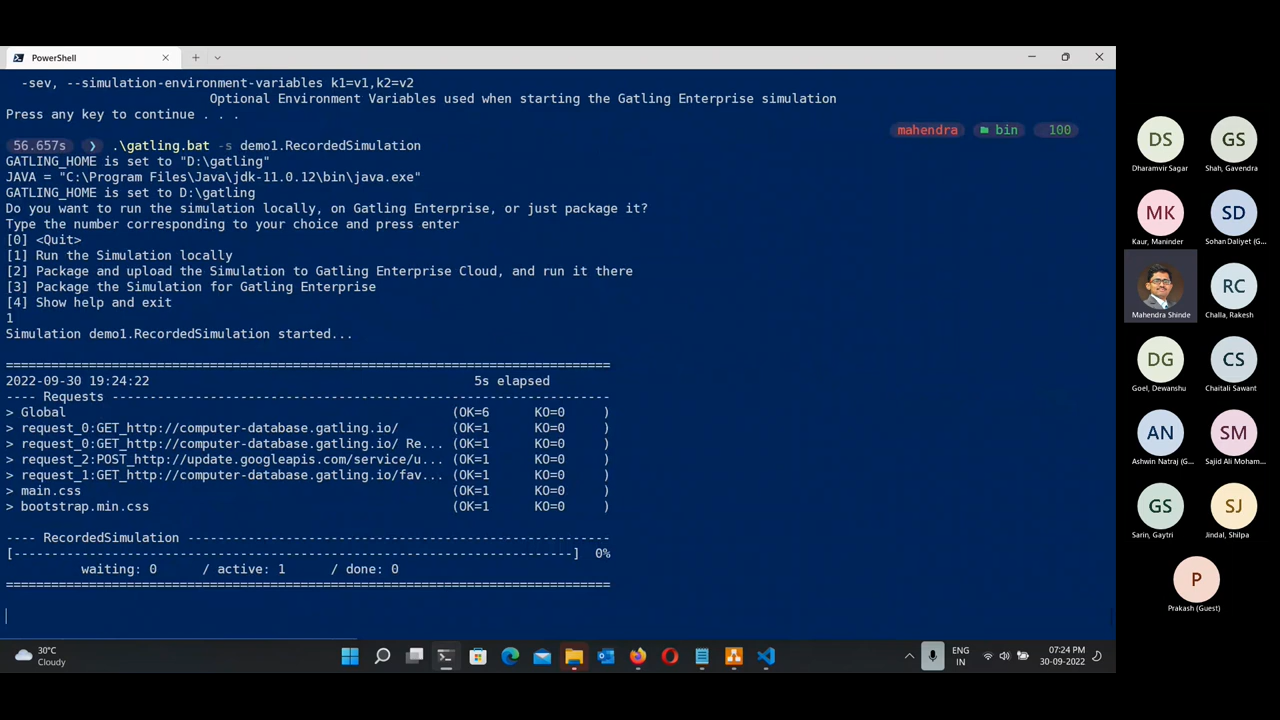 PowerShell
-sev, --simulation-environment-variables k1=v1,k2=v2
Optional Environment Variables used when starting the Gatling Enterprise simulation
Press any key to continue . . .
mahendra bin 100
56.657s ❯ .\gatling.bat -s demo1.RecordedSimulation
GATLING_HOME is set to "D:\gatling"
JAVA = "C:\Program Files\Java\jdk-11.0.12\bin\java.exe"
GATLING_HOME is set to D:\gatling
Do you want to run the simulation locally, on Gatling Enterprise, or just package it?
Type the number corresponding to your choice and press enter
[0] <Quit>
[1] Run the Simulation locally
[2] Package and upload the Simulation to Gatling Enterprise Cloud, and run it there
[3] Package the Simulation for Gatling Enterprise
[4] Show help and exit
1
Simulation demo1.RecordedSimulation started...
================================================================================
2022-09-30 19:24:22 5s elapsed
---- Requests ------------------------------------------------------------------
> Global (OK=6 KO=0 )
> request_0:GET_http://computer-database.gatling.io/ (OK=1 KO=0 )
> request_0:GET_http://computer-database.gatling.io/ Re... (OK=1 KO=0 )
> request_2:POST_http://update.googleapis.com/service/u... (OK=1 KO=0 )
> request_1:GET_http://computer-database.gatling.io/fav... (OK=1 KO=0 )
> main.css (OK=1 KO=0 )
> bootstrap.min.css (OK=1 KO=0 )
---- RecordedSimulation --------------------------------------------------------
[--------------------------------------------------------------------------] 0%
waiting: 0 / active: 1 / done: 0
================================================================================
30°C
Cloudy
ENG
IN
07:24 PM
30-09-2022
DS
Dharamvir Sagar
GS
Shah, Gavendra
MK
Kaur, Maninder
SD
Sohan Daliyet (G...
Mahendra Shinde
RC
Challa, Rakesh
DG
Goel, Dewanshu
CS
Chaitali Sawant
AN
Ashwin Natraj (G...
SM
Sajid Ali Moham...
GS
Sarin, Gaytri
SJ
Jindal, Shilpa
P
Prakash (Guest)